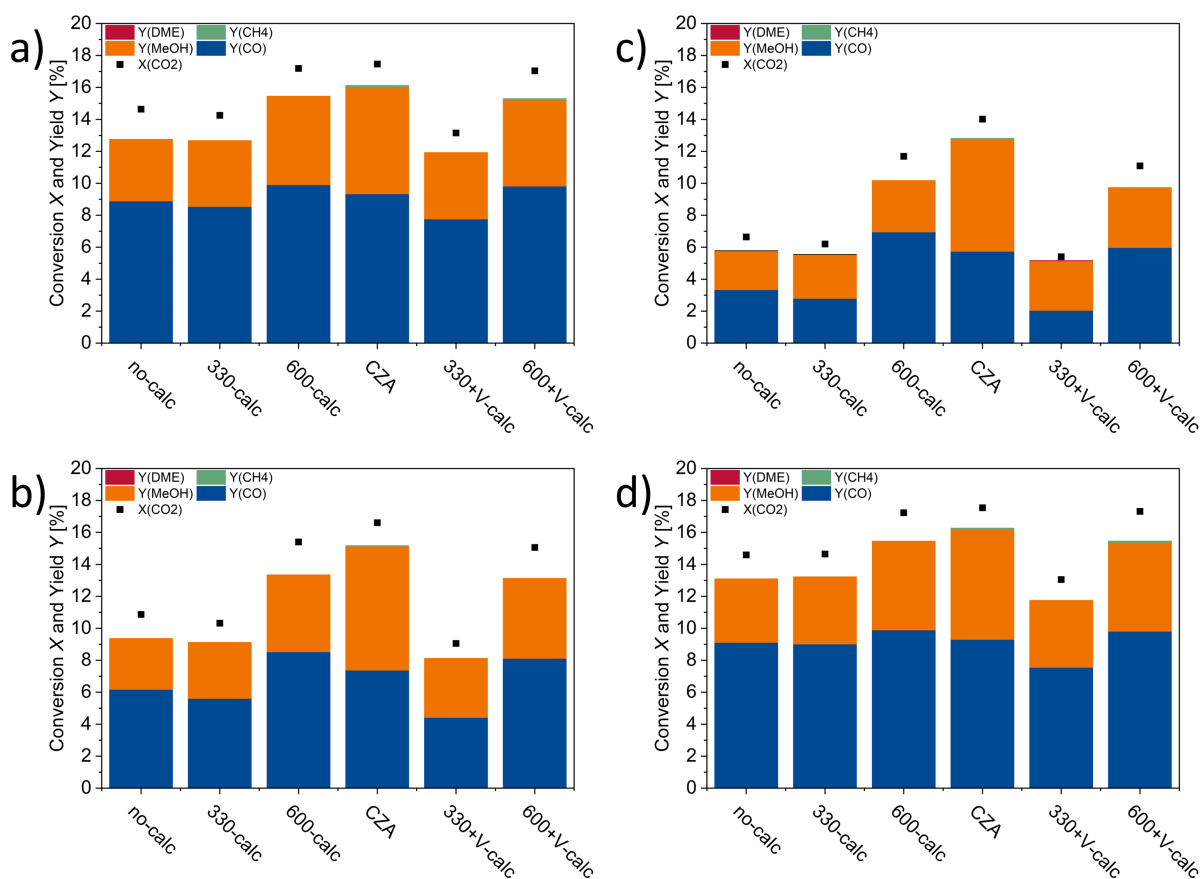 a)
Conversion X and Yield Y [%]
20
18
16
14
12
10
8
6
4
2
0
Y(DME) Y(CH4)
Y(MeOH) Y(CO)
X(CO2)
no-calc
330-calc
600-calc
CZA
330+V-calc
600+V-calc
c)
Conversion X and Yield Y [%]
20
18
16
14
12
10
8
6
4
2
0
Y(DME) Y(CH4)
Y(MeOH) Y(CO)
X(CO2)
no-calc
330-calc
600-calc
CZA
330+V-calc
600+V-calc
b)
Conversion X and Yield Y [%]
20
18
16
14
12
10
8
6
4
2
0
Y(DME) Y(CH4)
Y(MeOH) Y(CO)
X(CO2)
no-calc
330-calc
600-calc
CZA
330+V-calc
600+V-calc
d)
Conversion X and Yield Y [%]
20
18
16
14
12
10
8
6
4
2
0
Y(DME) Y(CH4)
Y(MeOH) Y(CO)
X(CO2)
no-calc
330-calc
600-calc
CZA
330+V-calc
600+V-calc